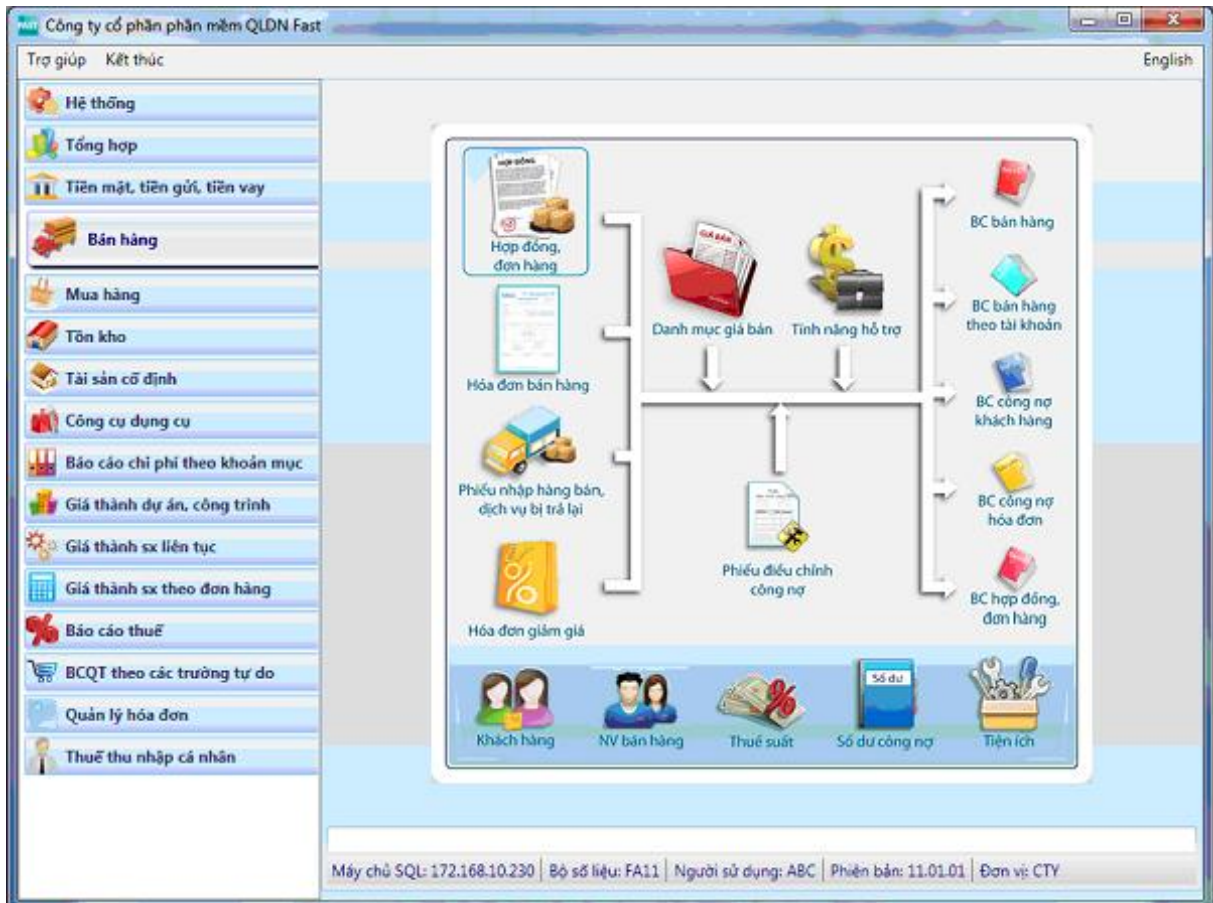 Công ty cổ phần phần mềm QLDN Fast
Trợ giúp Kết thúc
English
Hệ thống
Tổng hợp
Tiền mặt, tiền gửi, tiền vay
Bán hàng
Mua hàng
Tồn kho
Tài sản cố định
Công cụ dụng cụ
Báo cáo chi phí theo khoản mục
Giá thành dự án, công trình
Giá thành sx liên tục
Giá thành sx theo đơn hàng
Báo cáo thuế
BCQT theo các trường tự do
Quản lý hóa đơn
Thuế thu nhập cá nhân
HỢP ĐỒNG
Hợp đồng,
đơn hàng
Hóa đơn bán hàng
Phiếu nhập hàng bán,
dịch vụ bị trả lại
Hóa đơn giảm giá
GIÁ BÁN
Danh mục giá bán
Tính năng hỗ trợ
Phiếu điều chỉnh
công nợ
BC bán hàng
BC bán hàng
theo tài khoản
BC công nợ
khách hàng
BC công nợ
hóa đơn
BC hợp đồng,
đơn hàng
Khách hàng
NV bán hàng
Thuế suất
Số dư
Số dư công nợ
Tiện ích
Máy chủ SQL: 172.168.10.230 Bộ số liệu: FA11 Người sử dụng: ABC Phiên bản: 11.01.01 Đơn vị: CTY